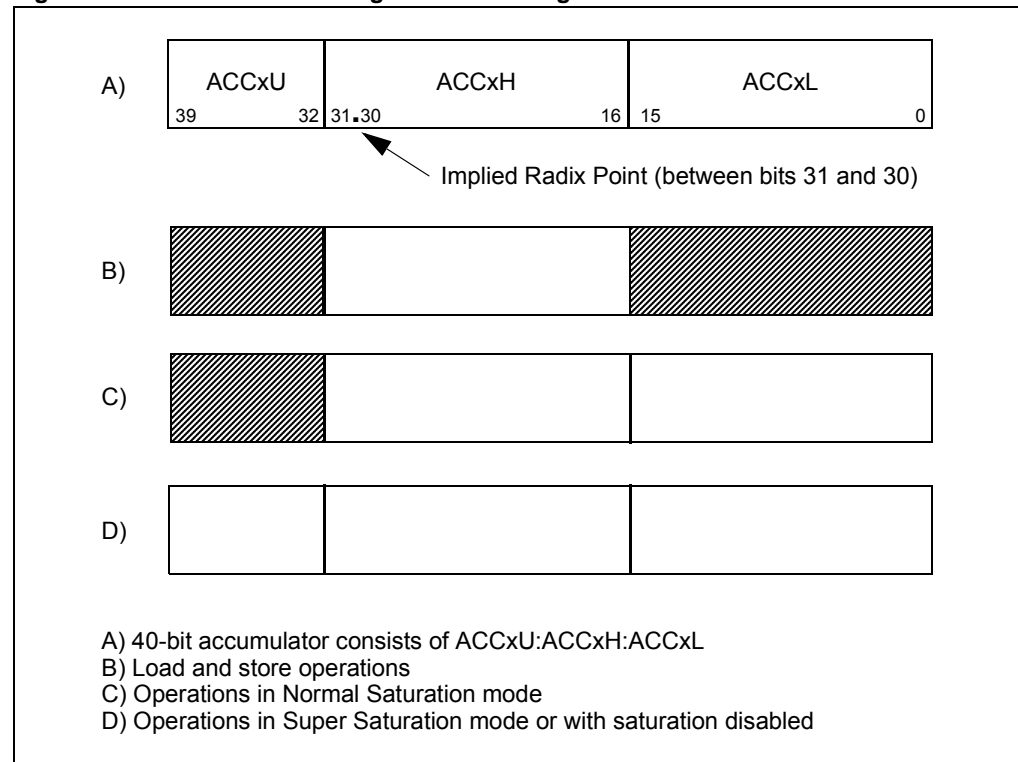 A)
ACCxU ACCxH ACCxL
39 32 31.30 16 15 0
Implied Radix Point (between bits 31 and 30)
B)
C)
D)
A) 40-bit accumulator consists of ACCxU:ACCxH:ACCxL
B) Load and store operations
C) Operations in Normal Saturation mode
D) Operations in Super Saturation mode or with saturation disabled